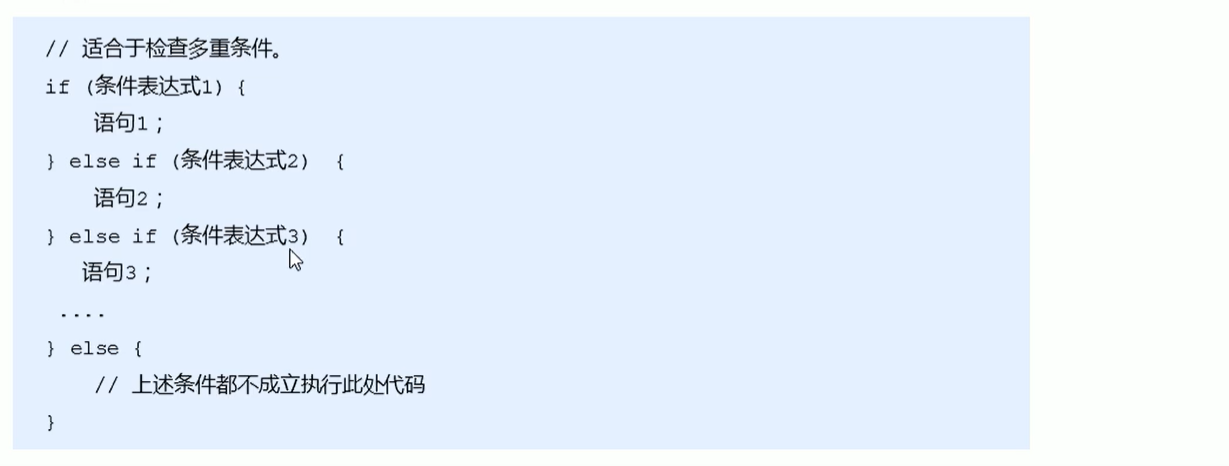 // 适合于检查多重条件。
if (条件表达式1) {
语句1;
} else if (条件表达式2)  {
语句2;
} else if (条件表达式3)  {
语句3;
....
} else {
// 上述条件都不成立执行此处代码
}